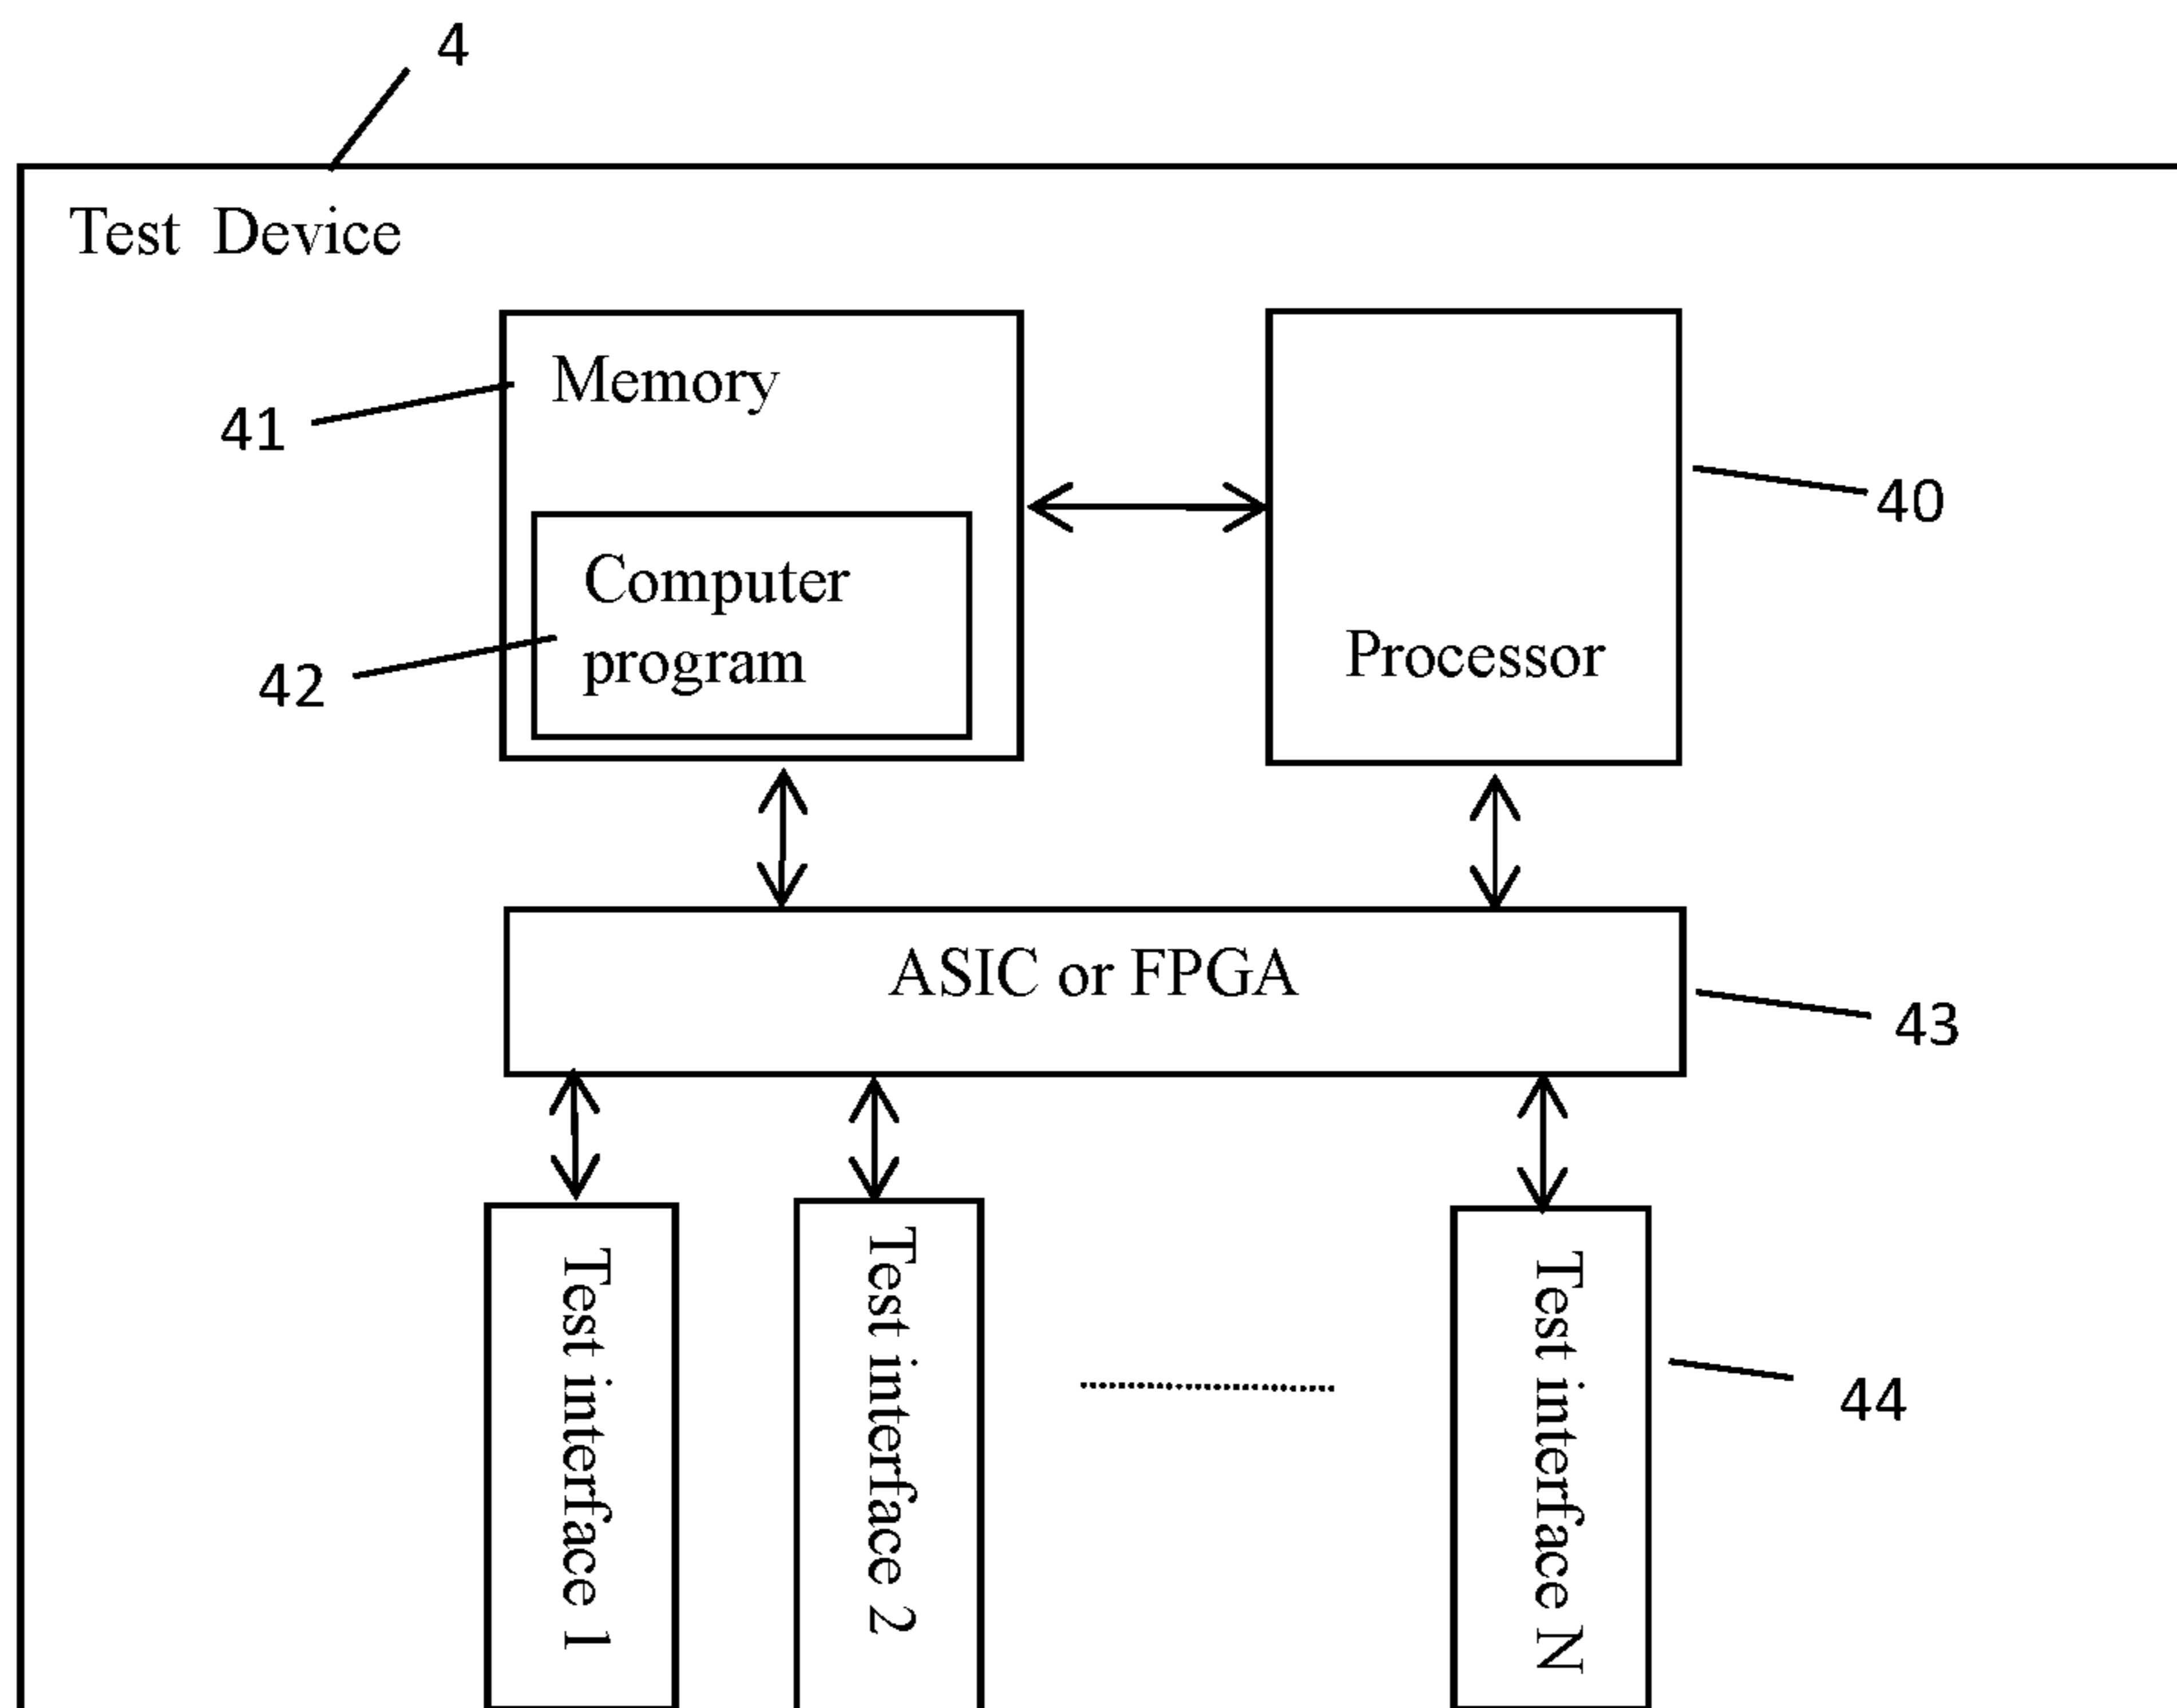 4
Test Device
Memory
41
40
Computer
program
42
Processor
ASIC or FPGA
43
Test interface 1
Test interface 2
Test interface N
44